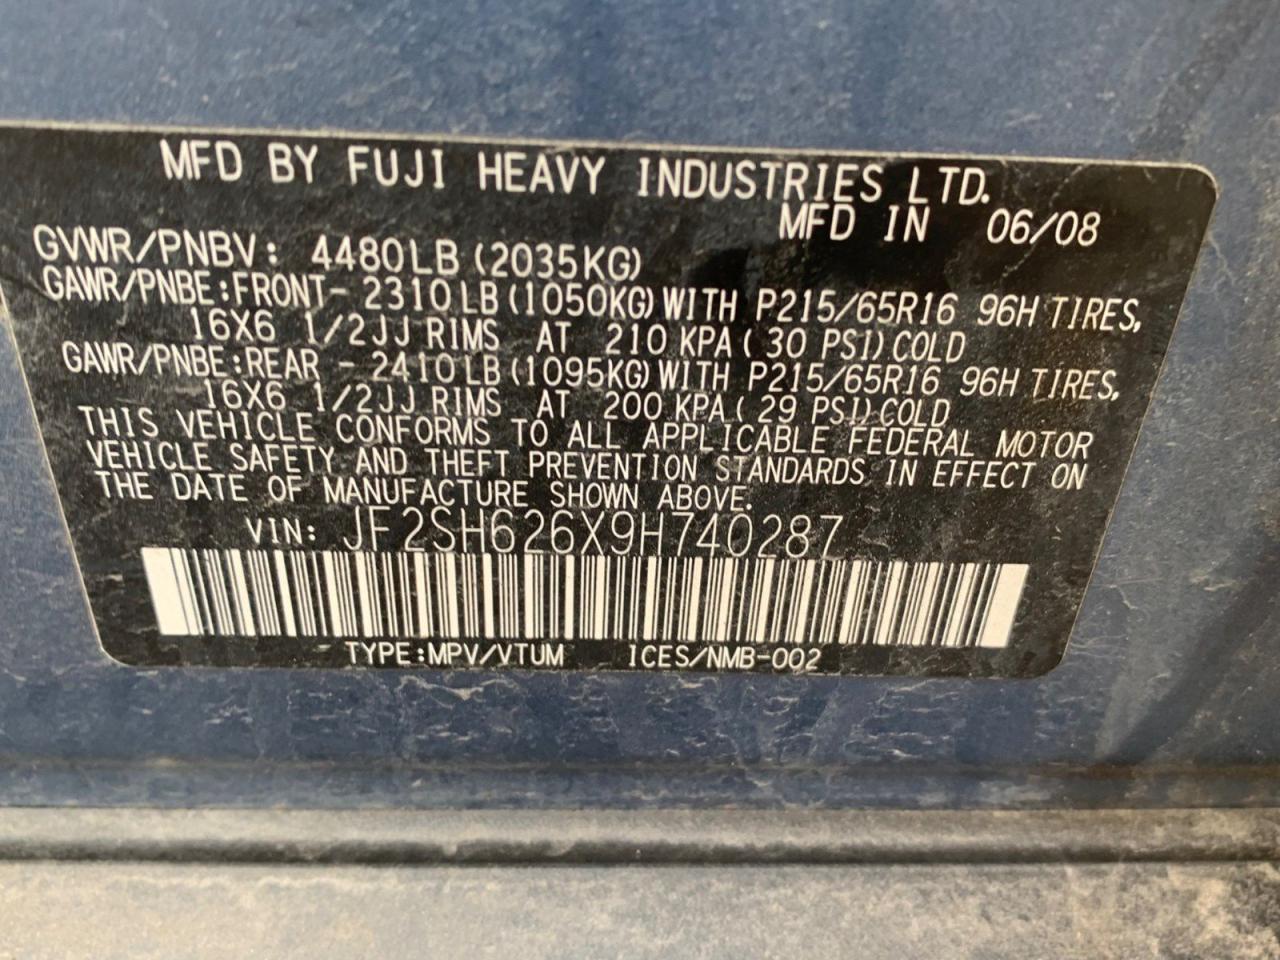 MFD BY FUJI HEAVY INDUSTRIES LTD.
MFD IN 06/08
GVWR/PNBV: 4480LB (2035KG)
GAWR/PNBE:FRONT- 2310LB(1050KG)WITH P215/65R16 96H TIRES,
16X6 1/2JJ RIMS AT 210 KPA( 30 PSI)COLD
GAWR/PNBE:REAR - 2410LB(1095KG)WITH P215/65R16 96H TIRES,
16X6 1/2JJ RIMS AT 200 KPA( 29 PSI)COLD
THIS VEHICLE CONFORMS TO ALL APPLICABLE FEDERAL MOTOR
VEHICLE SAFETY AND THEFT PREVENTION STANDARDS IN EFFECT ON
THE DATE OF MANUFACTURE SHOWN ABOVE.
VIN: JF2SH626X9H740287
TYPE:MPV/VTUM ICES/NMB-002